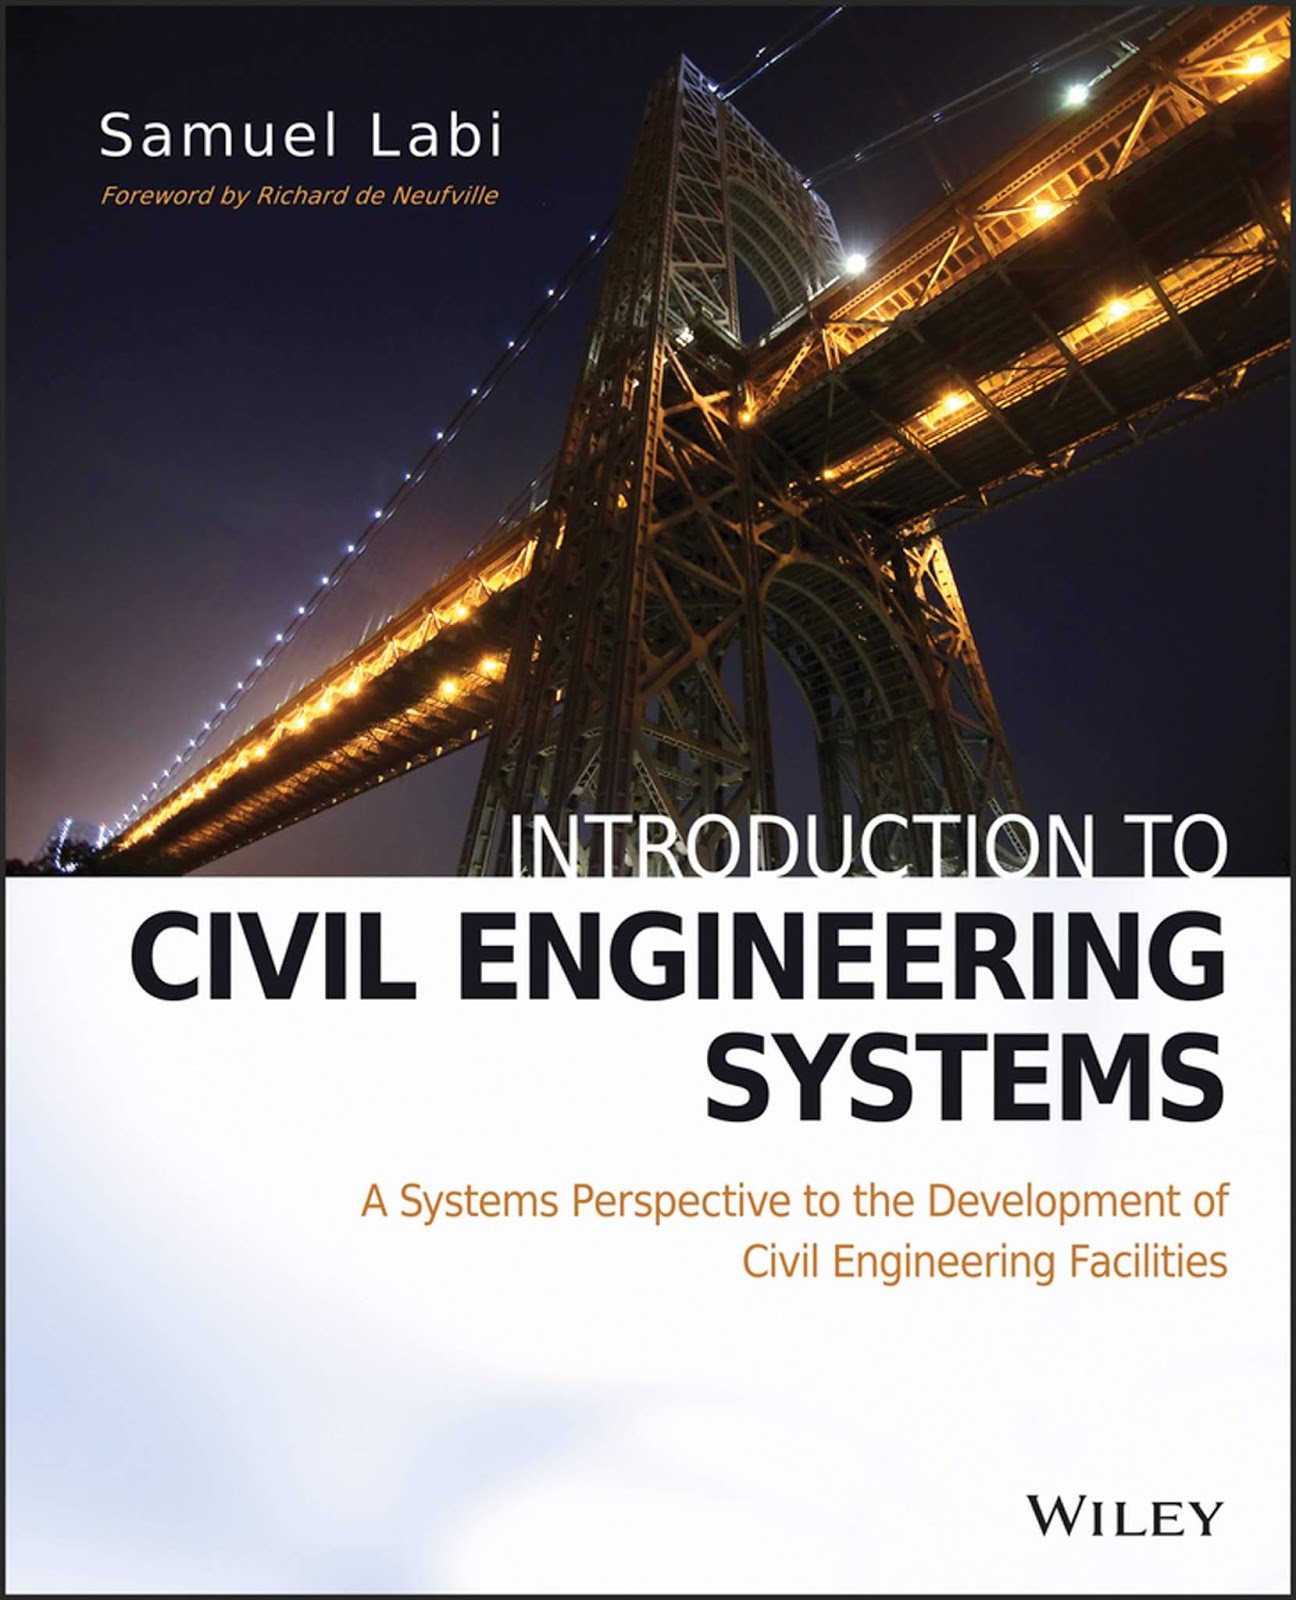 Samuel Labi
Foreword by Richard de Neufville
INTRODUCTION TO
CIVIL ENGINEERING
SYSTEMS
A Systems Perspective to the Development of
Civil Engineering Facilities
WILEY